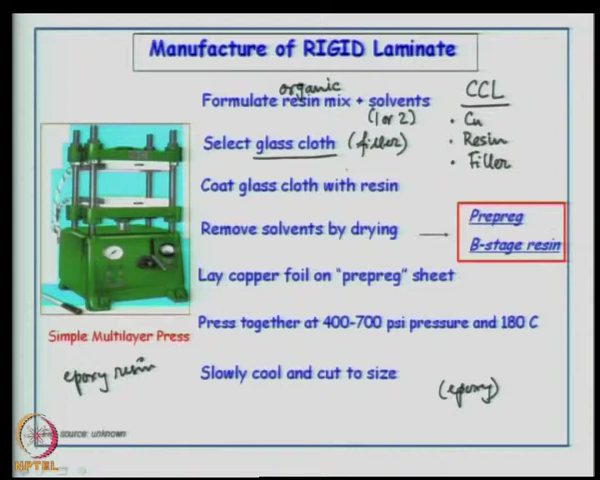 Manufacture of RIGID Laminate
organic
Formulate resin mix + solvents
(1 or 2)
CCL
• Cu
• Resin
• Filler
Select glass cloth (filler)
Coat glass cloth with resin
Remove solvents by drying
Prepreg
B-stage resin
Lay copper foil on "prepreg" sheet
Press together at 400-700 psi pressure and 180 C
Simple Multilayer Press
epoxy resin
Slowly cool and cut to size
(epoxy)
source: unknown
NPTEL